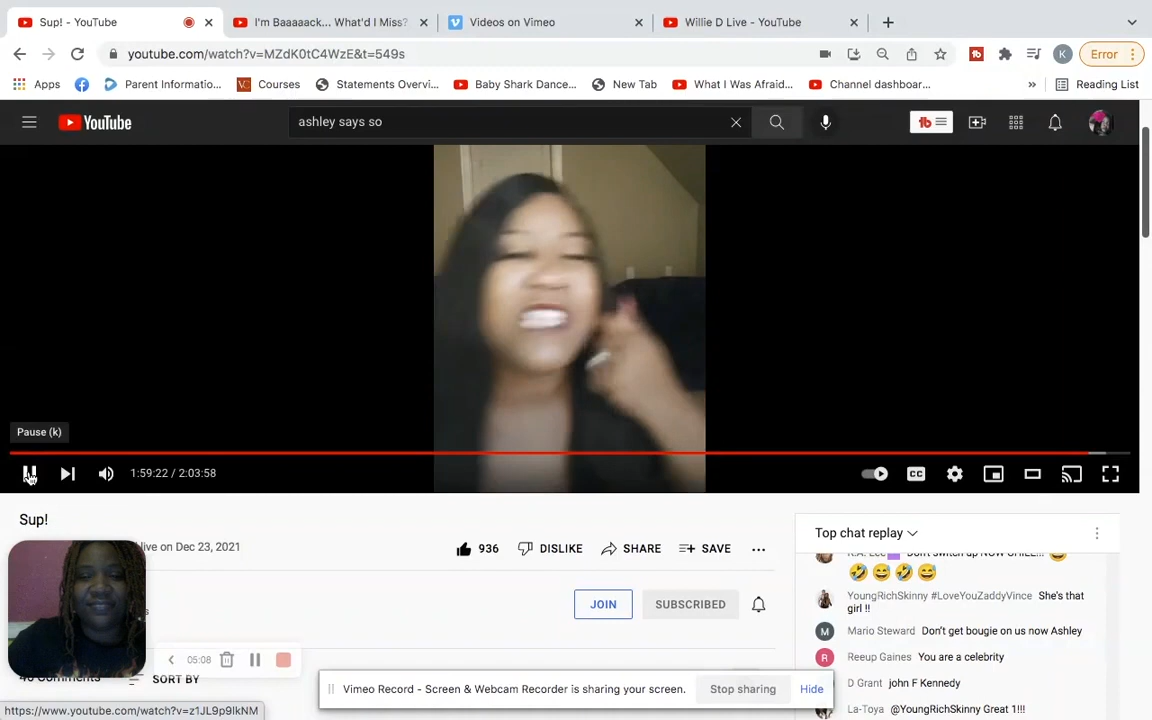 Sup! - YouTube
I'm Baaaaack... What'd I Miss?
Videos on Vimeo
Willie D Live - YouTube
youtube.com/watch?v=MZdK0tC4WzE&t=549s
K
Error
Apps
Parent Informatio...
VC Courses
Statements Overvi...
Baby Shark Dance...
New Tab
What I Was Afraid...
Channel dashboar...
»
Reading List
YouTube
ashley says so
tb
Pause (k)
1:59:22 / 2:03:58
CC
Sup!
live on Dec 23, 2021
936
DISLIKE
SHARE
SAVE
JOIN
SUBSCRIBED
Top chat replay
YoungRichSkinny #LoveYouZaddyVince She's that
girl !!
M Mario Steward Don't get bougie on us now Ashley
R Reeup Gaines You are a celebrity
D Grant john F Kennedy
La-Toya @YoungRichSkinny Great 1!!!
05:08
Comments
SORT BY
Vimeo Record - Screen & Webcam Recorder is sharing your screen.
Stop sharing
Hide
https://www.youtube.com/watch?v=z1JL9p9lkNM